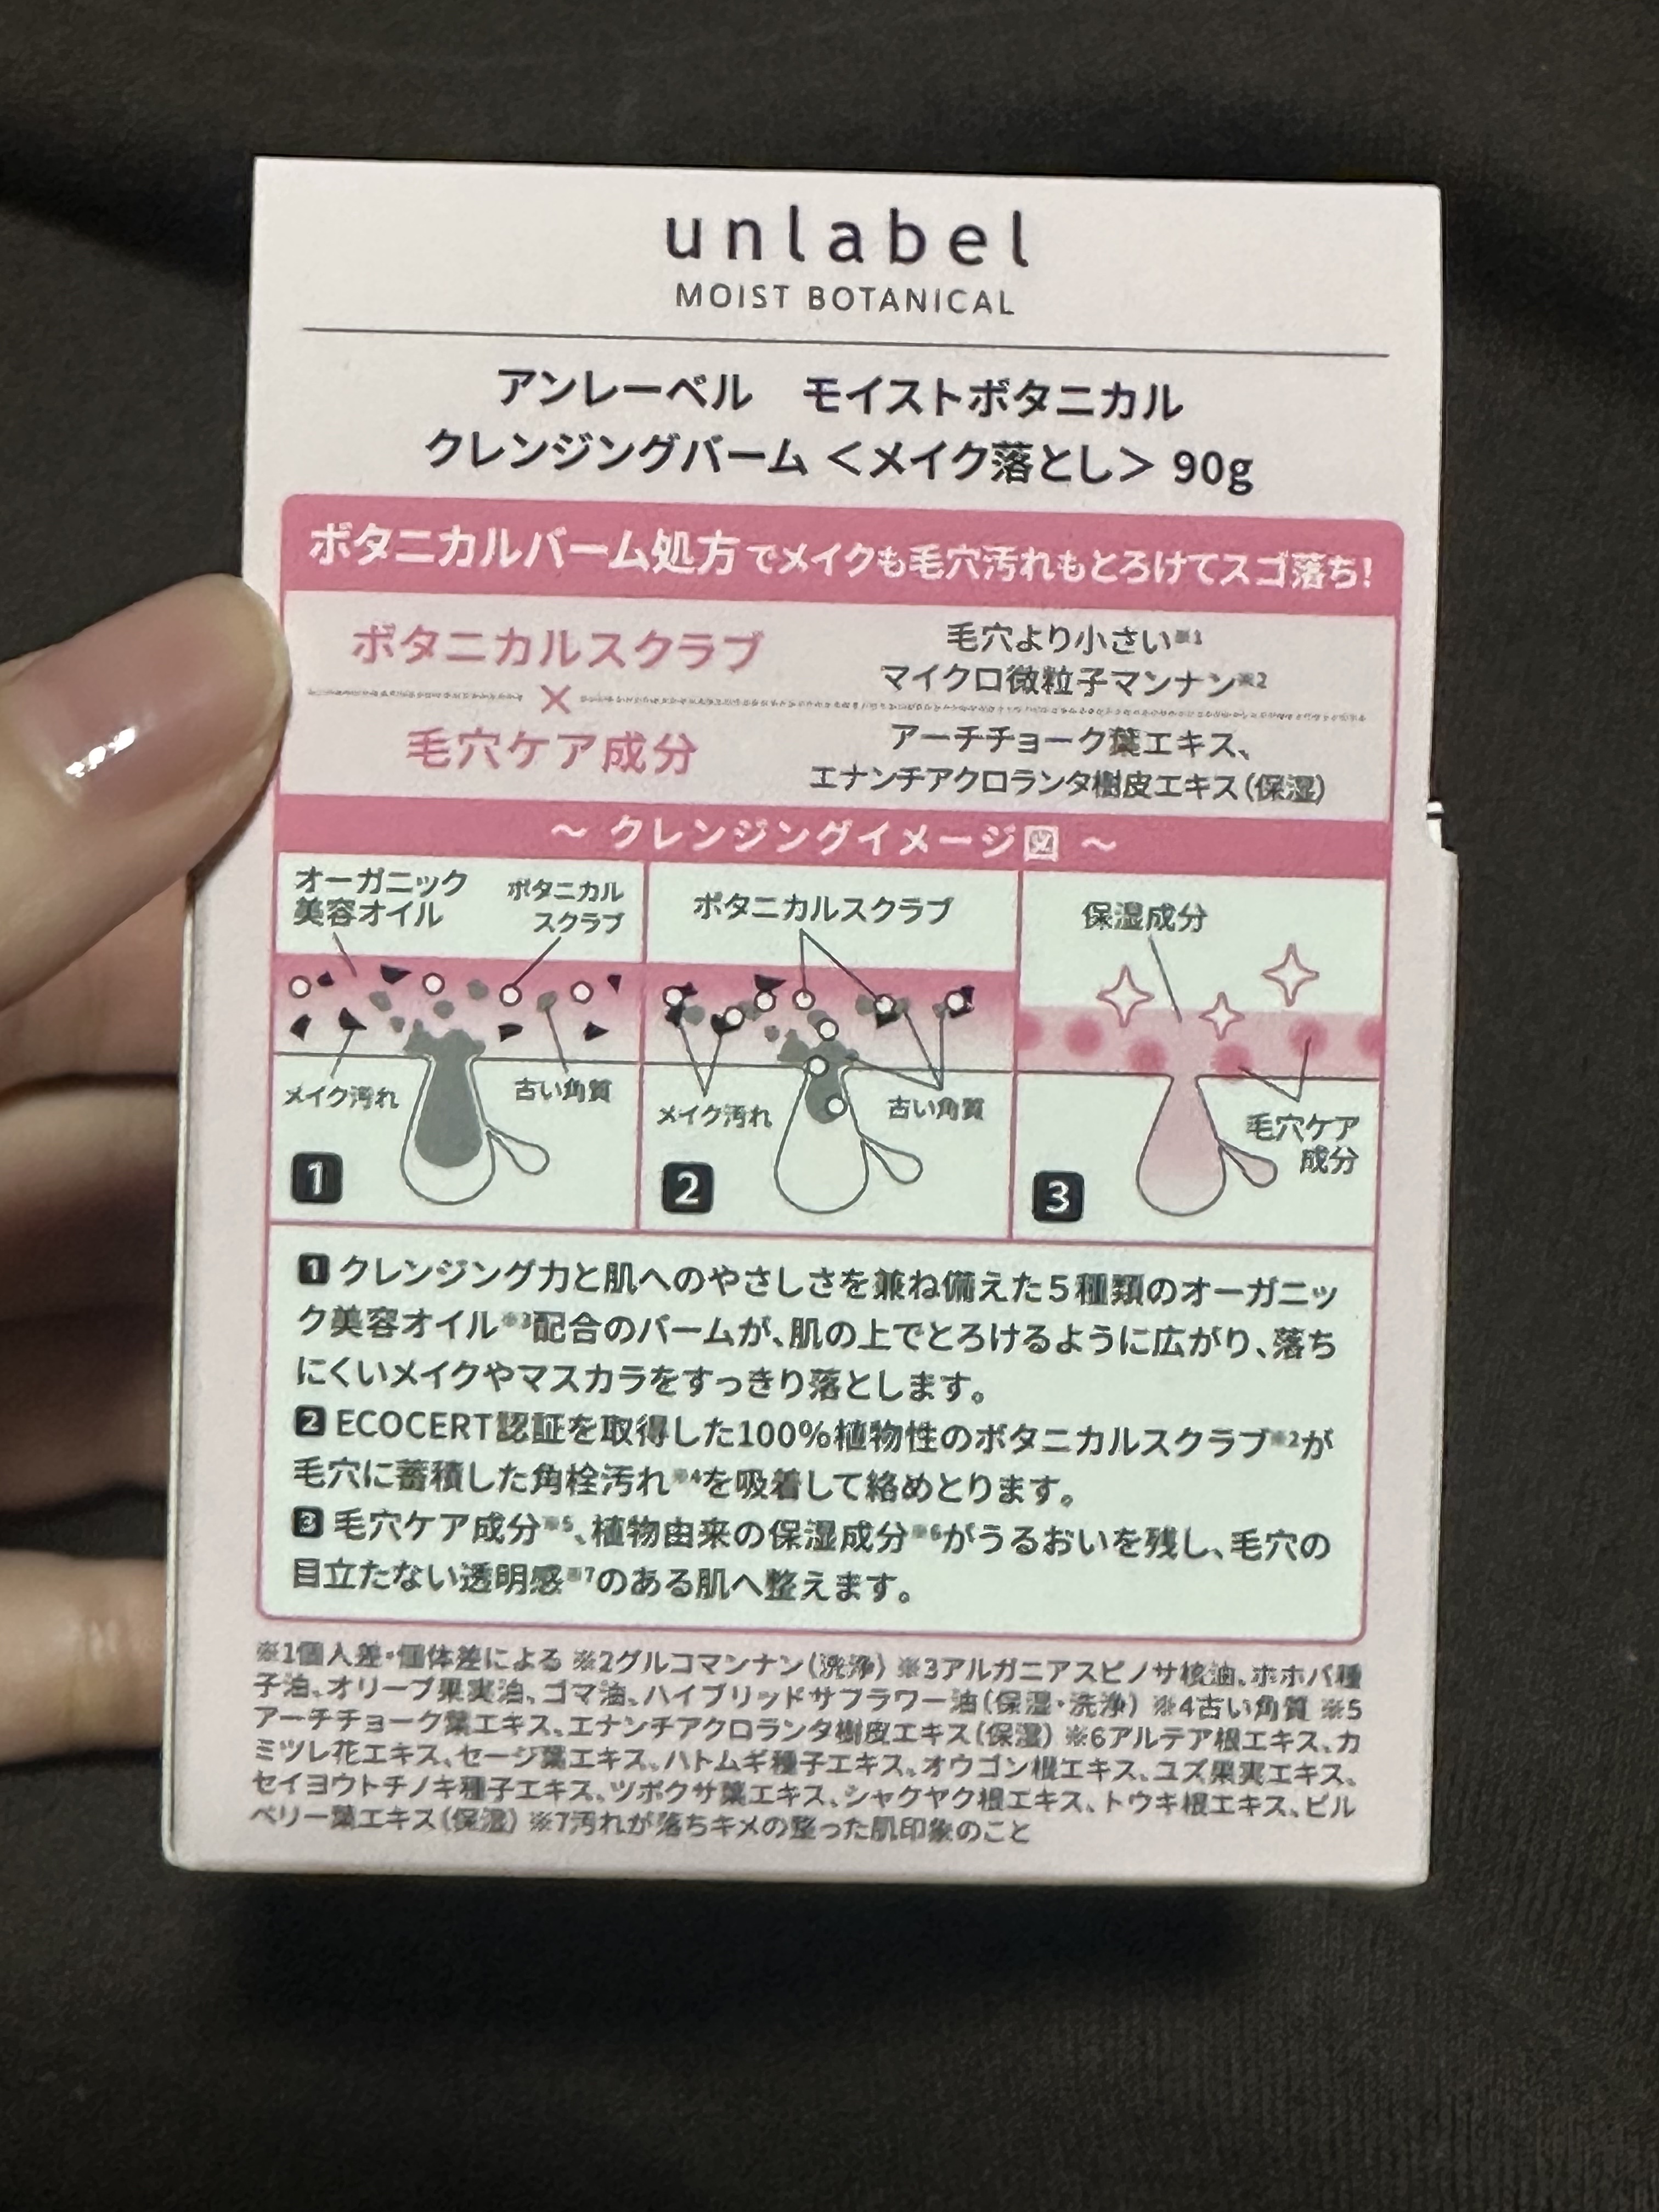 unlabel
MOIST BOTANICAL
アンレーベル モイストボタニカル
クレンジングバーム＜メイク落とし＞ 90g
ボタニカルバーム処方でメイクも毛穴汚れもとろけてスゴ落ち!
ボタニカルスクラブ
毛穴より小さい※1
マイクロ微粒子マンナン※2
×
毛穴ケア成分
アーチチョーク葉エキス、
エナンチアクロランタ樹皮エキス(保湿)
～ クレンジングイメージ図 ～
オーガニック
美容オイル
ボタニカル
スクラブ
メイク汚れ
古い角質
1
ボタニカルスクラブ
メイク汚れ
古い角質
2
保湿成分
毛穴ケア
成分
3
1 クレンジング力と肌へのやさしさを兼ね備えた5種類のオーガニッ
ク美容オイル※3配合のバームが、肌の上でとろけるように広がり、落ち
にくいメイクやマスカラをすっきり落とします。
2 ECOCERT認証を取得した100%植物性のボタニカルスクラブ※2が
毛穴に蓄積した角栓汚れ※4を吸着して絡めとります。
3 毛穴ケア成分※5、植物由来の保湿成分※6がうるおいを残し、毛穴の
目立たない透明感※7のある肌へ整えます。
※1個人差・個体差による ※2グルコマンナン(洗浄) ※3アルガニアスピノサ核油、ホホバ種
子油、オリーブ果実油、ゴマ油、ハイブリッドサフラワー油(保湿・洗浄) ※4古い角質 ※5
アーチチョーク葉エキス、エナンチアクロランタ樹皮エキス(保湿) ※6アルテア根エキス、カ
ミツレ花エキス、セージ葉エキス、ハトムギ種子エキス、オウゴン根エキス、ユズ果実エキス、
セイヨウトチノキ種子エキス、ツボクサ葉エキス、シャクヤク根エキス、トウキ根エキス、ビル
ベリー葉エキス(保湿) ※7汚れが落ちキメの整った肌印象のこと